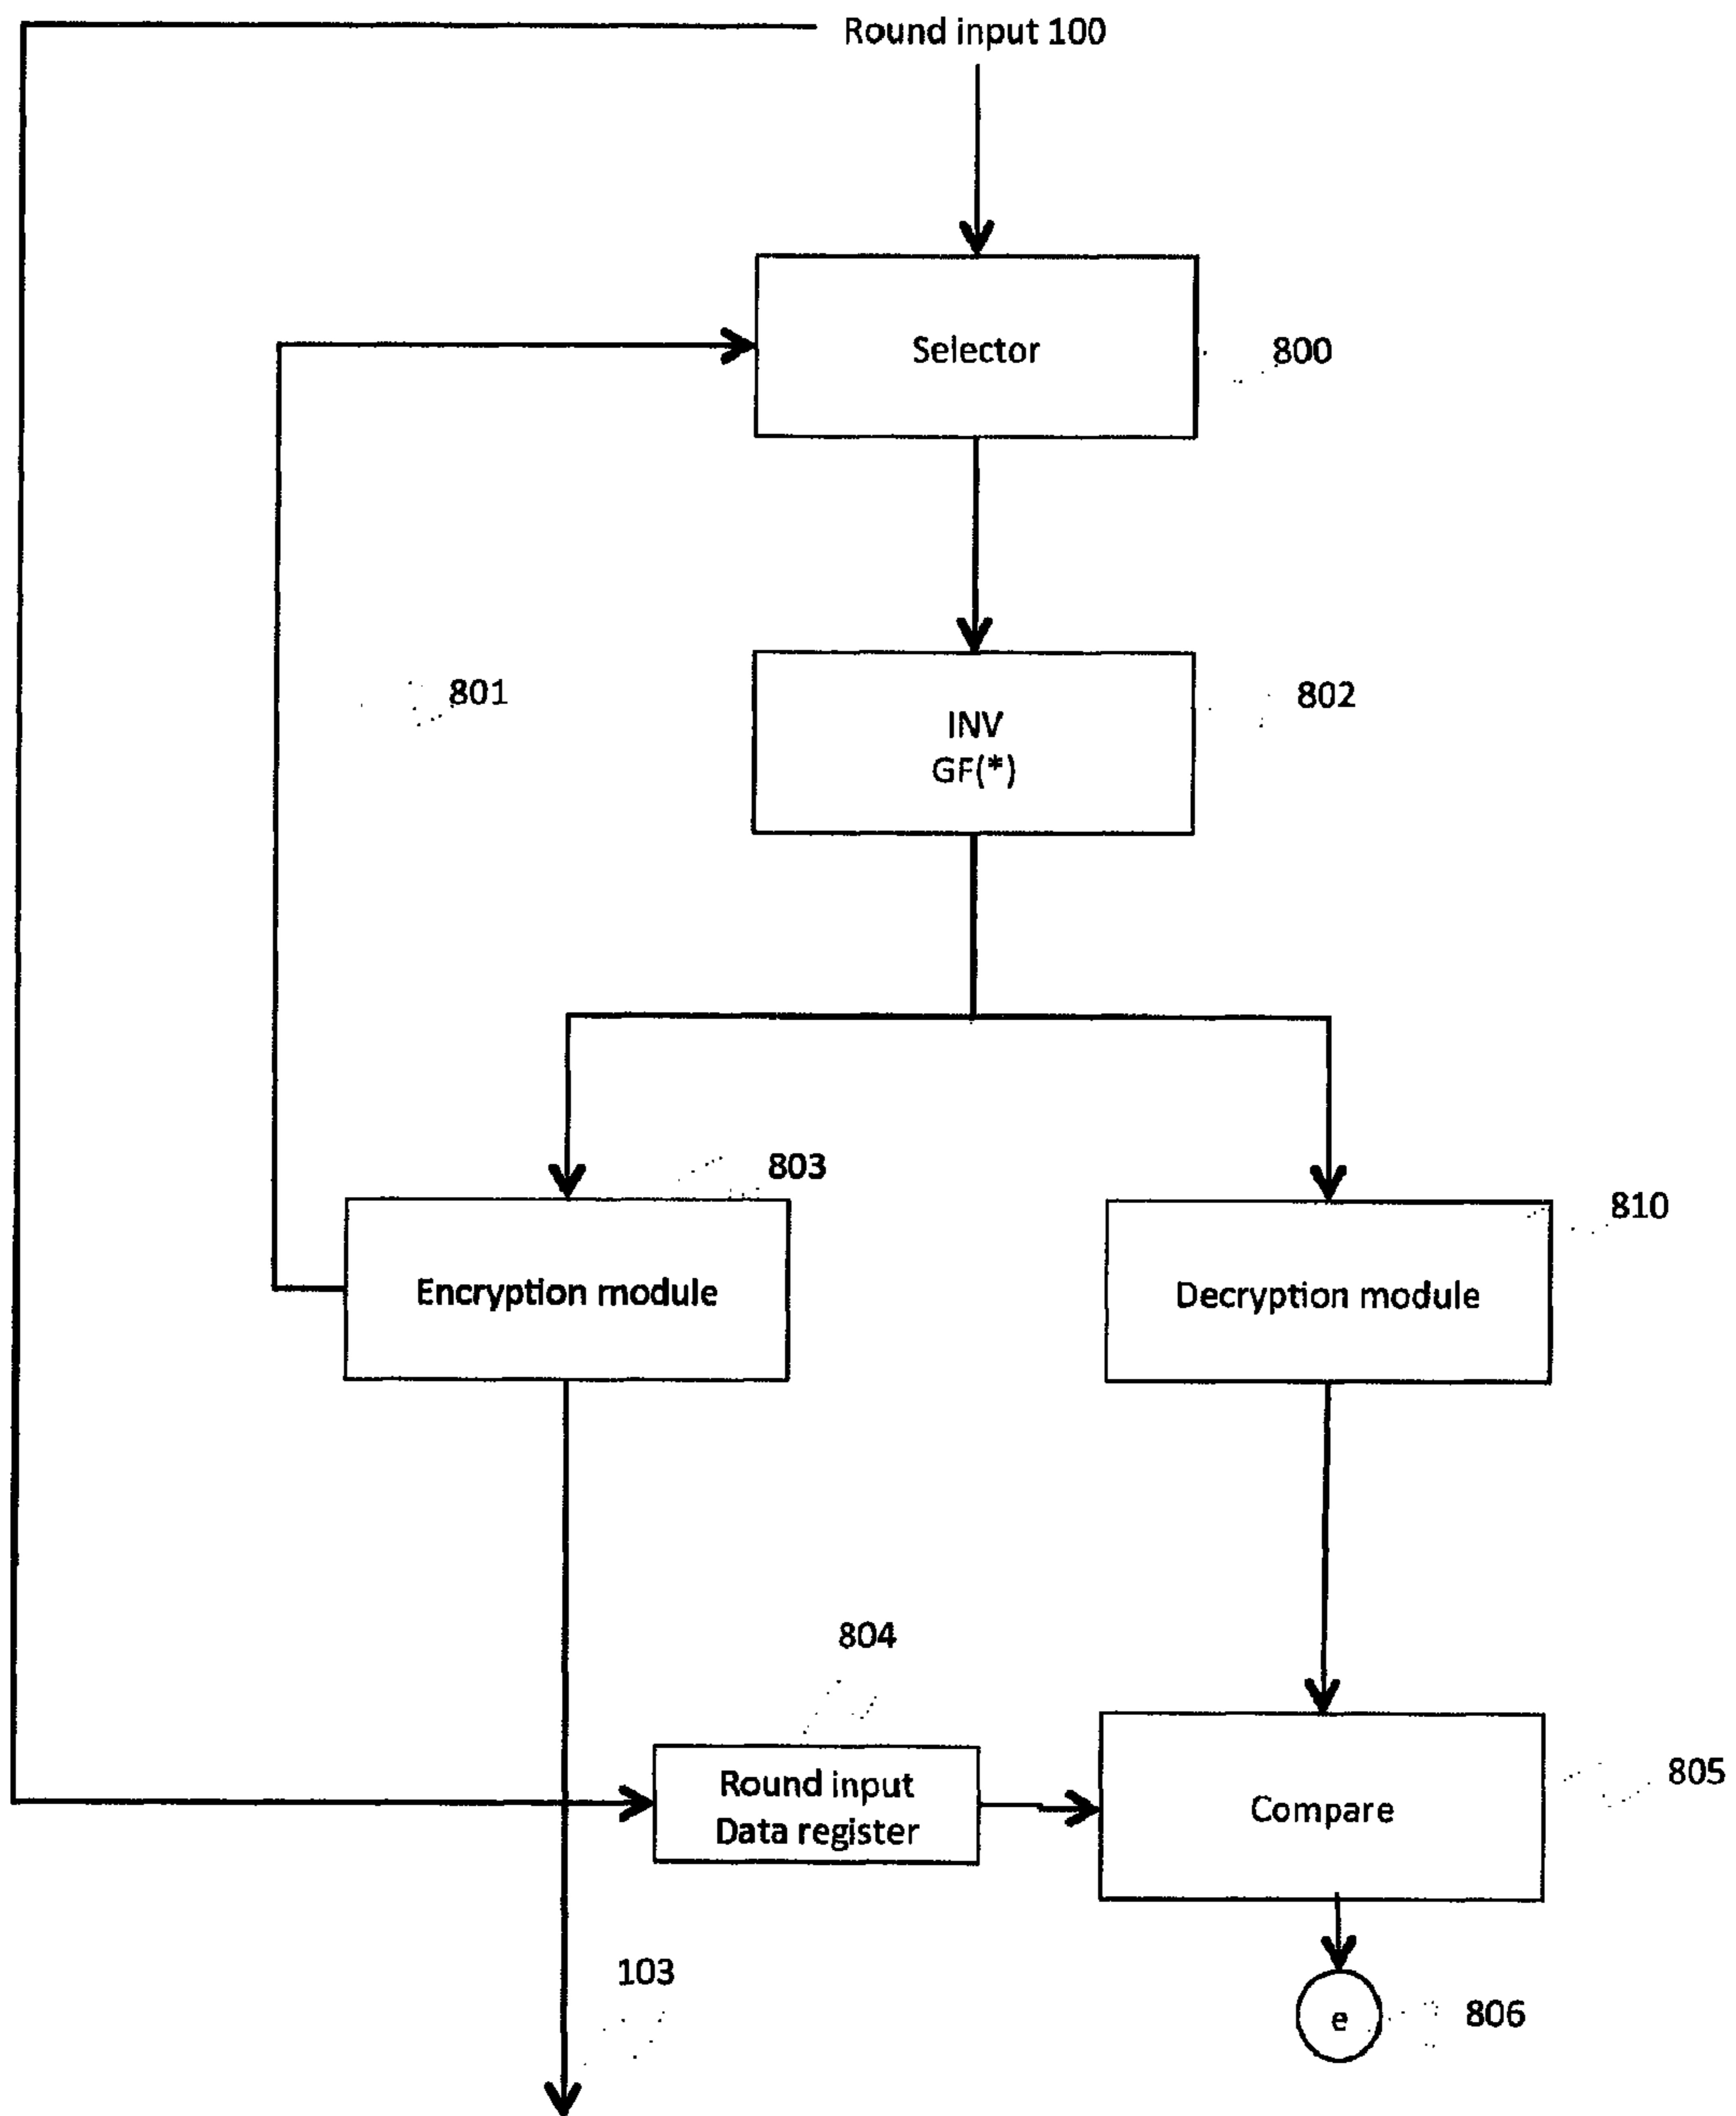 Round input 100
Selector
800
801
INV
GF(*)
802
803
Encryption module
810
Decryption module
804
Round input
Data register
805
Compare
103
e
806